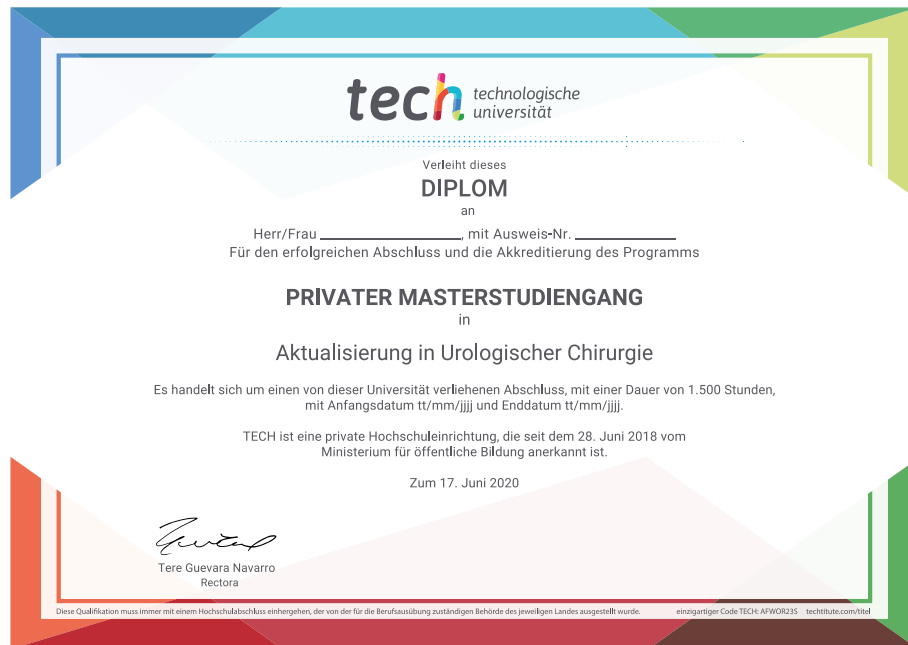 tech technologische
universität
Verleiht dieses
DIPLOM
an
Herr/Frau ____________________, mit Ausweis-Nr. ______________
Für den erfolgreichen Abschluss und die Akkreditierung des Programms
PRIVATER MASTERSTUDIENGANG
in
Aktualisierung in Urologischer Chirurgie
Es handelt sich um einen von dieser Universität verliehenen Abschluss, mit einer Dauer von 1.500 Stunden,
mit Anfangsdatum tt/mm/jjjj und Enddatum tt/mm/jjjj.
TECH ist eine private Hochschuleinrichtung, die seit dem 28. Juni 2018 vom
Ministerium für öffentliche Bildung anerkannt ist.
Zum 17. Juni 2020
Tere Guevara Navarro
Rectora
Diese Qualifikation muss immer mit einem Hochschulabschluss einhergehen, der von der für die Berufsausübung zuständigen Behörde des jeweiligen Landes ausgestellt wurde. einzigartiger Code TECH: AFWOR23S techtitute.com/titel